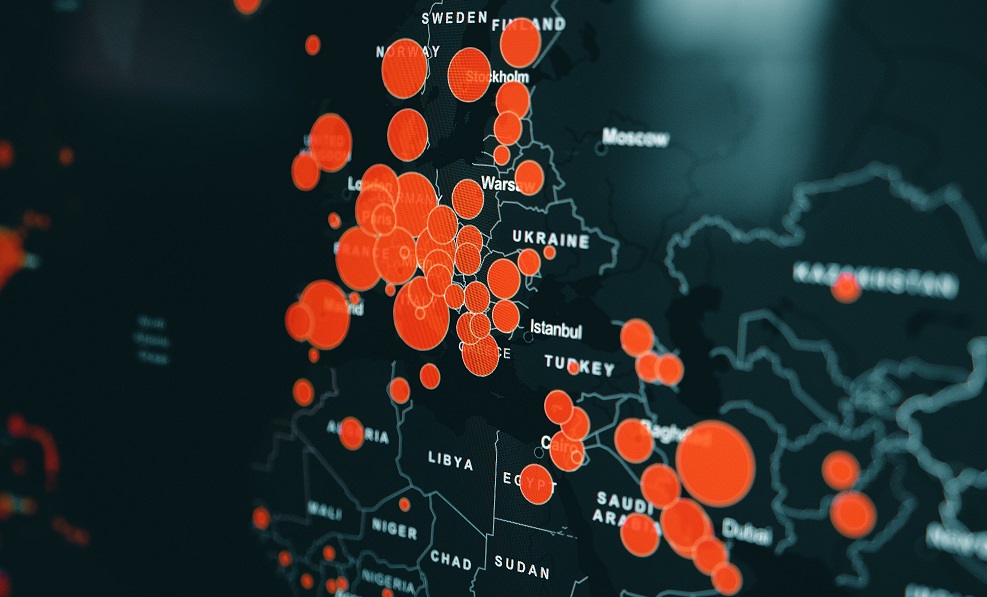 SWEDEN
FINLAND
NORWAY
Stockholm
Moscow
London
Warsaw
Paris
UKRAINE
FRANCE
KAZAKHSTAN
Madrid
Istanbul
TURKEY
Baghdad
ALGERIA
LIBYA
Cairo
EGYPT
SAUDI
ARABIA
MALI
NIGER
Dubai
CHAD
SUDAN
NIGERIA